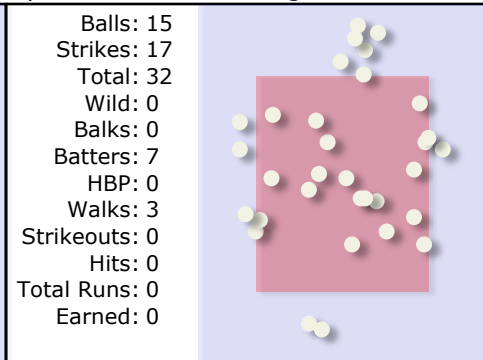 Balls: 15
Strikes: 17
Total: 32
Wild: 0
Balks: 0
Batters: 7
HBP: 0
Walks: 3
Strikeouts: 0
Hits: 0
Total Runs: 0
Earned: 0